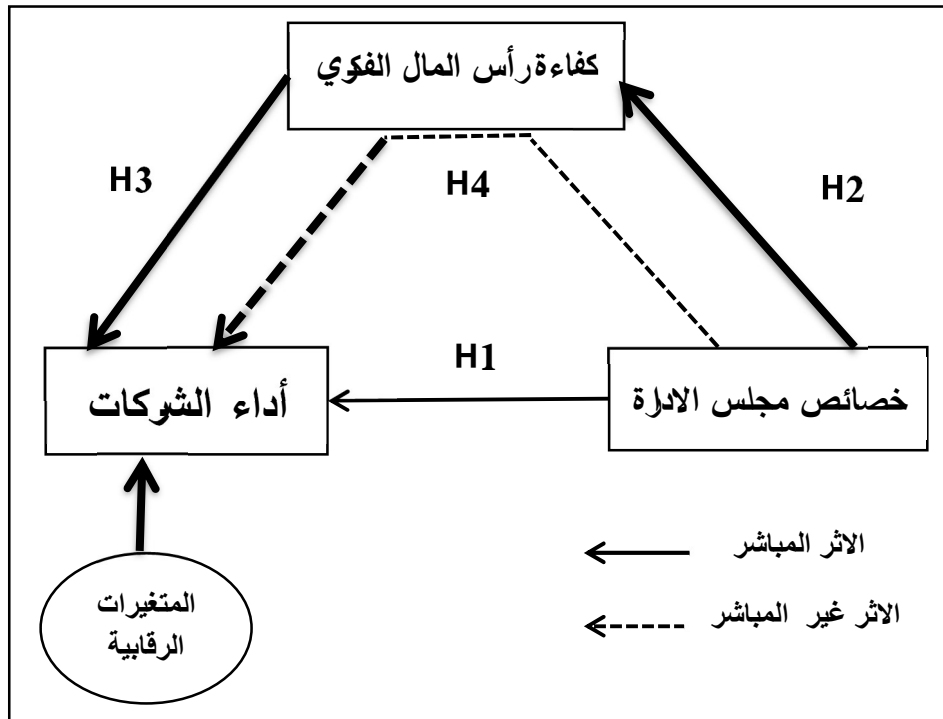 كفاءة رأس المال الفكري
H3
H4
H2
H1
أداء الشركات
خصائص مجلس الادارة
المتغيرات
الرقابية
الاثر المباشر
الاثر غير المباشر